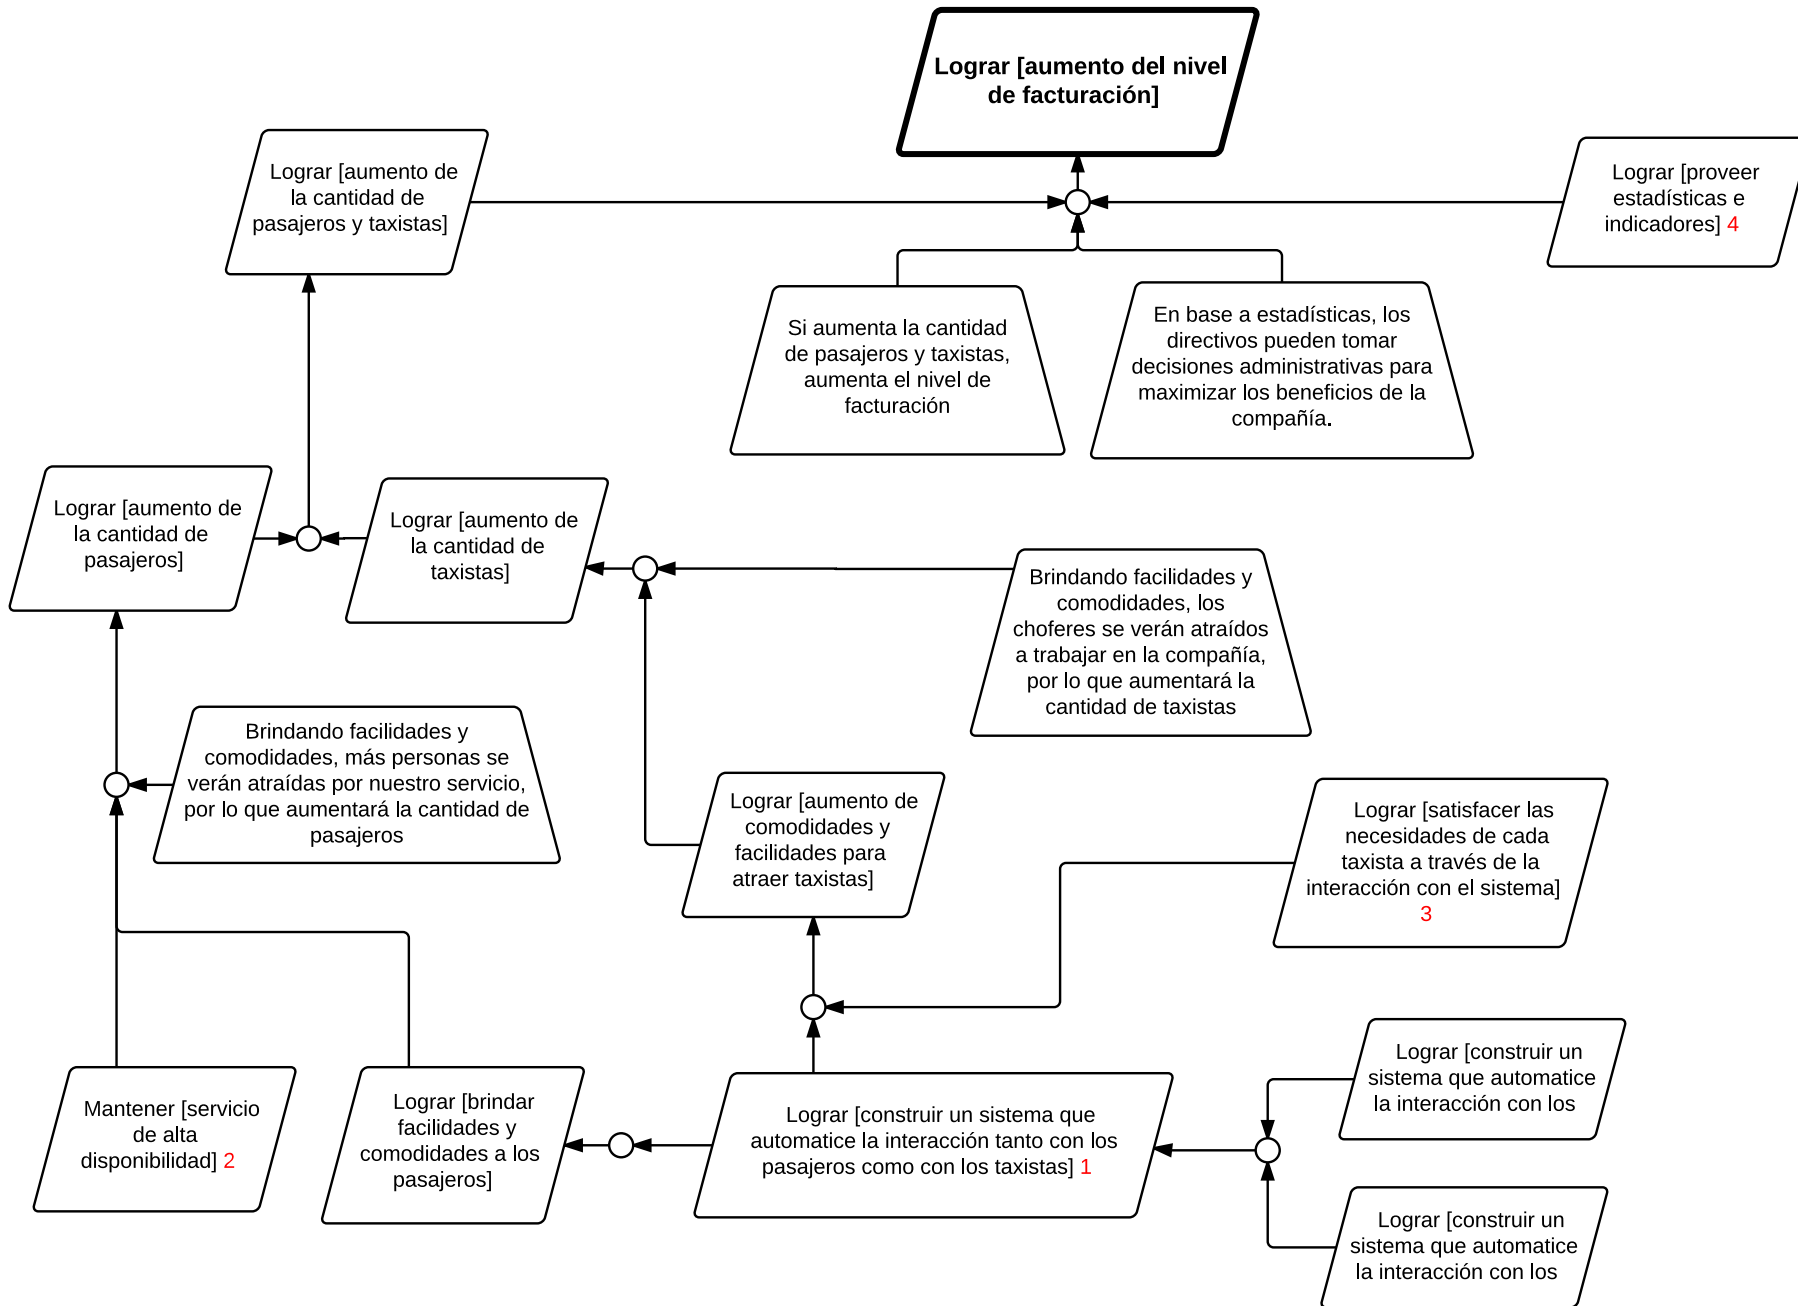 Lograr [aumento del nivel
de facturación]
Lograr [aumento de
la cantidad de
pasajeros y taxistas]
Lograr [proveer
estadísticas e
indicadores] 4
Si aumenta la cantidad
de pasajeros y taxistas,
aumenta el nivel de
facturación
En base a estadísticas, los
directivos pueden tomar
decisiones administrativas para
maximizar los beneficios de la
compañía.
Lograr [aumento de
la cantidad de
pasajeros]
Lograr [aumento de
la cantidad de
taxistas]
Brindando facilidades y
comodidades, los
choferes se verán atraídos
a trabajar en la compañía,
por lo que aumentará la
cantidad de taxistas
Brindando facilidades y
comodidades, más personas se
verán atraídas por nuestro servicio,
por lo que aumentará la cantidad de
pasajeros
Lograr [aumento de
comodidades y
facilidades para
atraer taxistas]
Lograr [satisfacer las
necesidades de cada
taxista a través de la
interacción con el sistema]
3
Mantener [servicio
de alta
disponibilidad] 2
Lograr [brindar
facilidades y
comodidades a los
pasajeros]
Lograr [construir un sistema que
automatice la interacción tanto con los
pasajeros como con los taxistas] 1
Lograr [construir un
sistema que automatice
la interacción con los
Lograr [construir un
sistema que automatice
la interacción con los